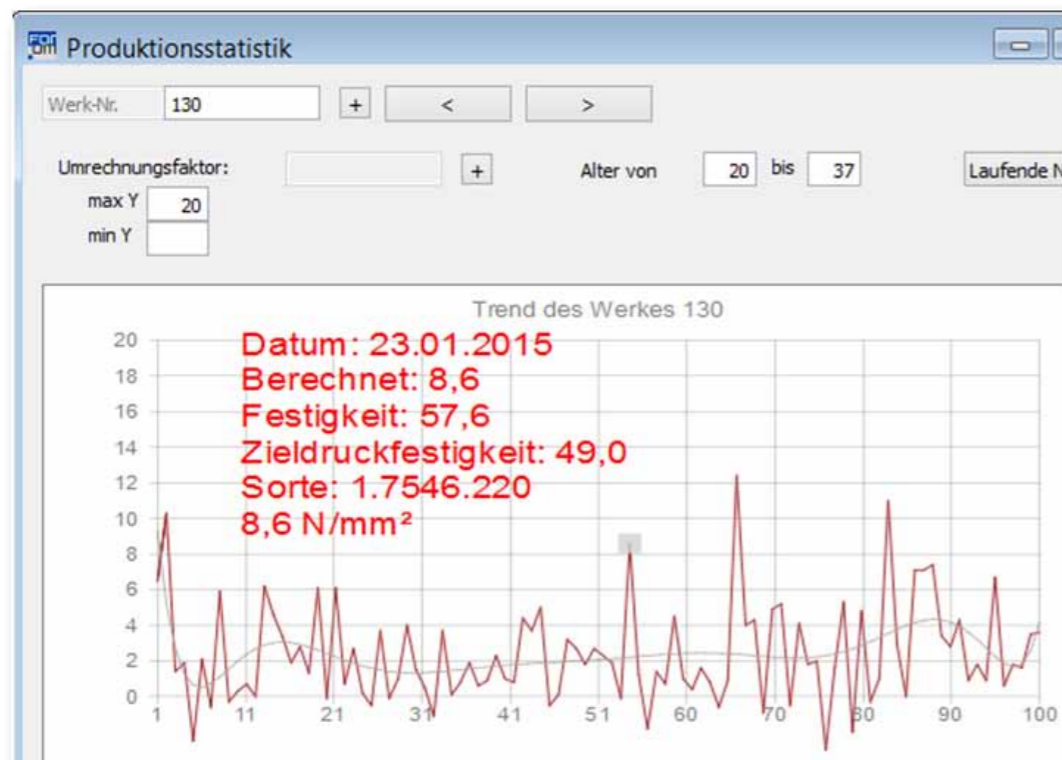 Produktionsstatistik
Werk-Nr. 130 + < >
Umrechnungsfaktor: + Alter von 20 bis 37 Laufende N
max Y 20
min Y
Trend des Werkes 130
Datum: 23.01.2015
Berechnet: 8,6
Festigkeit: 57,6
Zieldruckfestigkeit: 49,0
Sorte: 1.7546.220
8,6 N/mm²
20
18
16
14
12
10
8
6
4
2
0
1 11 21 31 41 51 60 70 80 90 100